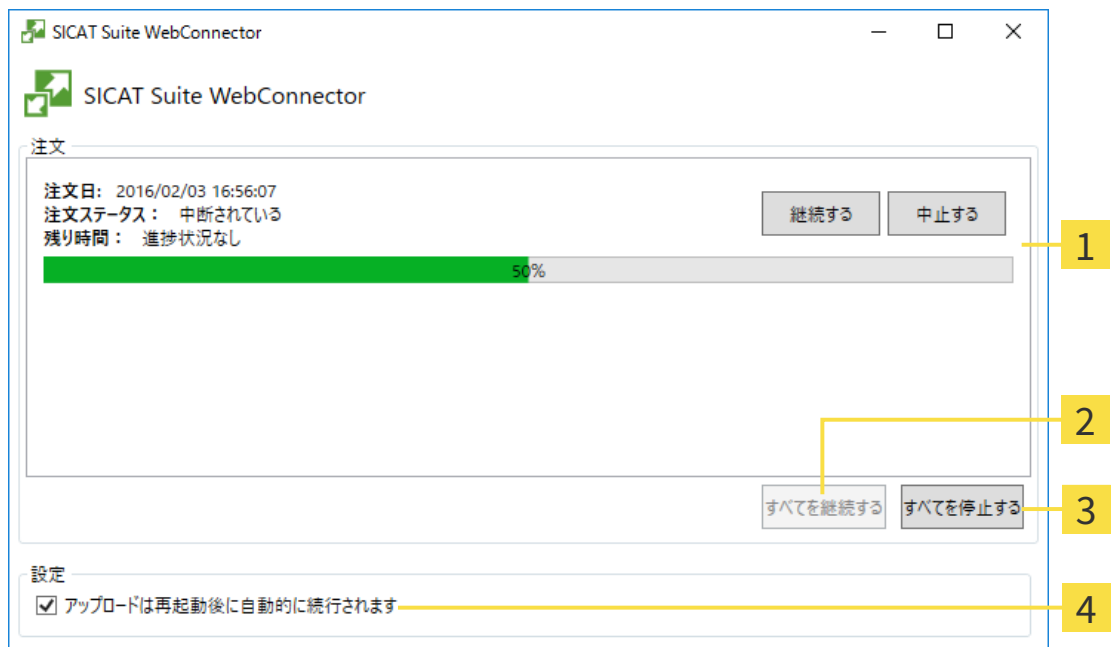 SICAT Suite WebConnector
SICAT Suite WebConnector
注文
注文日: 2016/02/03 16:56:07
注文ステータス： 中断されている
残り時間： 進捗状況なし
継続する 中止する
1
50%
2
すべてを継続する すべてを停止する
3
設定
アップロードは再起動後に自動的に続行されます
4